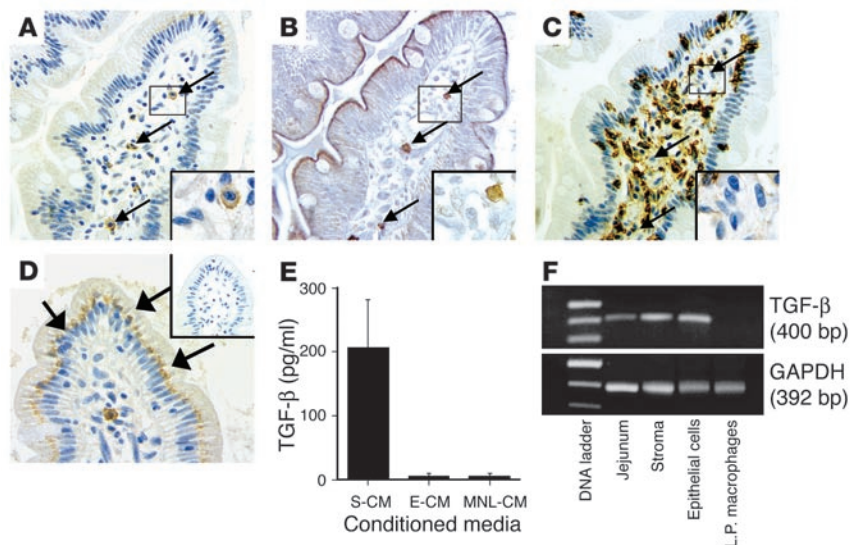 A
B
C
D
E
F
300
200
100
0
TGF-β (pg/ml)
S-CM
E-CM
MNL-CM
Conditioned media
TGF-β
(400 bp)
GAPDH
(392 bp)
DNA ladder
Jejunum
Stroma
Epithelial cells
L.P. macrophages